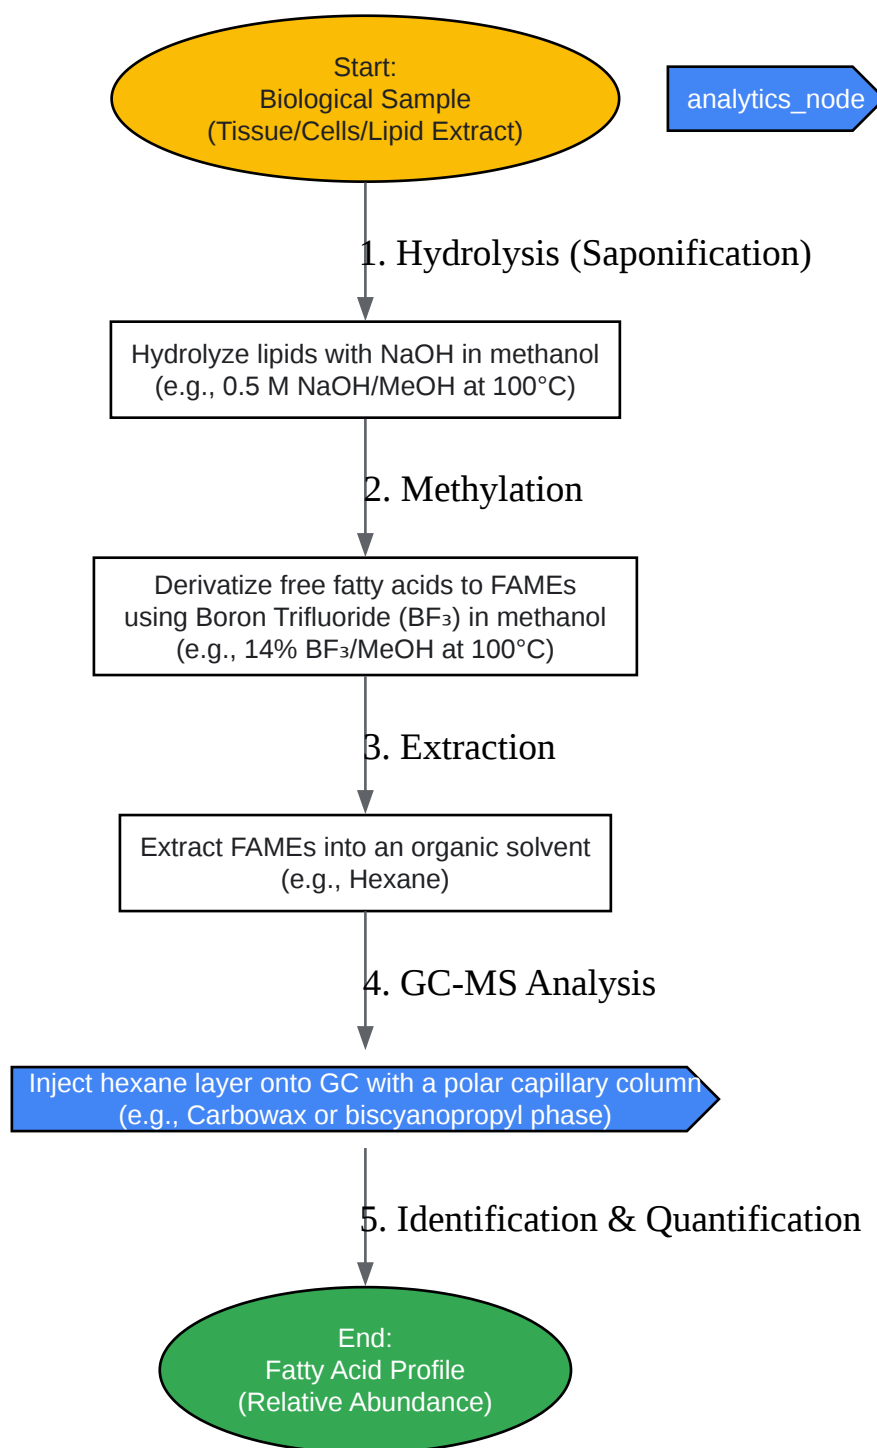 Start:
Biological Sample
(Tissue/Cells/Lipid Extract)
analytics_node
1. Hydrolysis (Saponification)
Hydrolyze lipids with NaOH in methanol
(e.g., 0.5 M NaOH/MeOH at 100°C)
2. Methylation
Derivatize free fatty acids to FAMEs
using Boron Trifluoride (BF₃) in methanol
(e.g., 14% BF₃/MeOH at 100°C)
3. Extraction
Extract FAMEs into an organic solvent
(e.g., Hexane)
4. GC-MS Analysis
Inject hexane layer onto GC with a polar capillary column
(e.g., Carbowax or biscyanopropyl phase)
5. Identification & Quantification
End:
Fatty Acid Profile
(Relative Abundance)